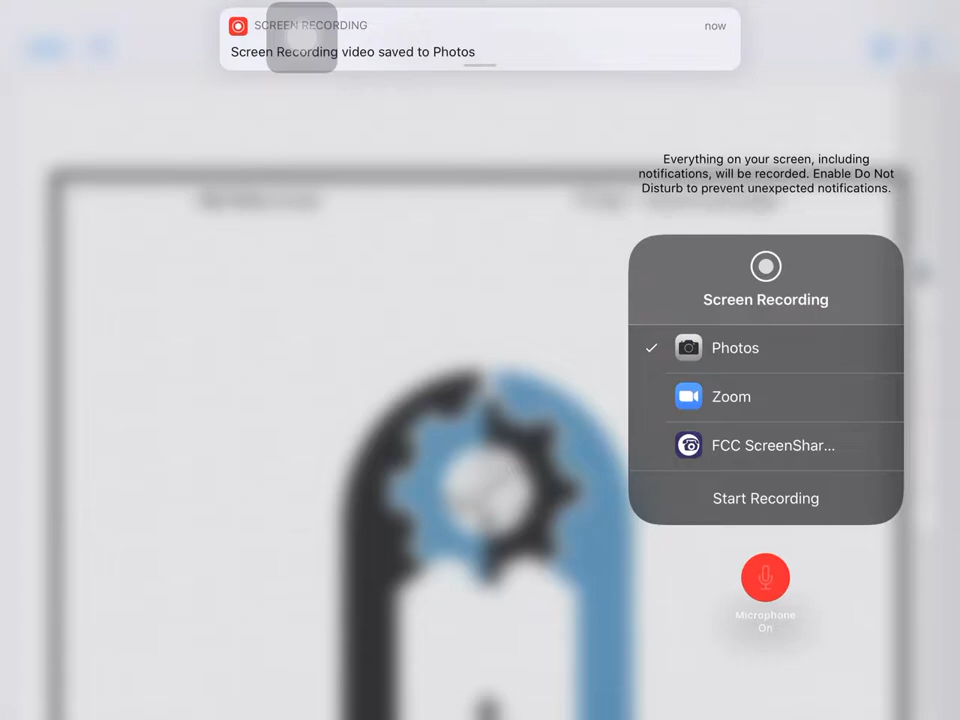 SCREEN RECORDING
now
Screen Recording video saved to Photos
Everything on your screen, including
notifications, will be recorded. Enable Do Not
Disturb to prevent unexpected notifications.
Screen Recording
Photos
Zoom
FCC ScreenShar...
Start Recording
Microphone
On